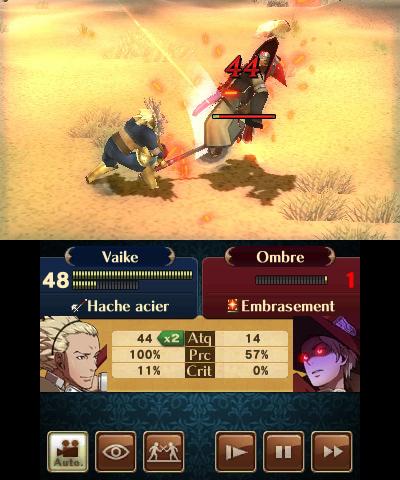 44
Vaike Ombre
48 1
Hache acier Embrasement
44 x2 Atq 14
100% Prc 57%
11% Crit 0%
Auto.